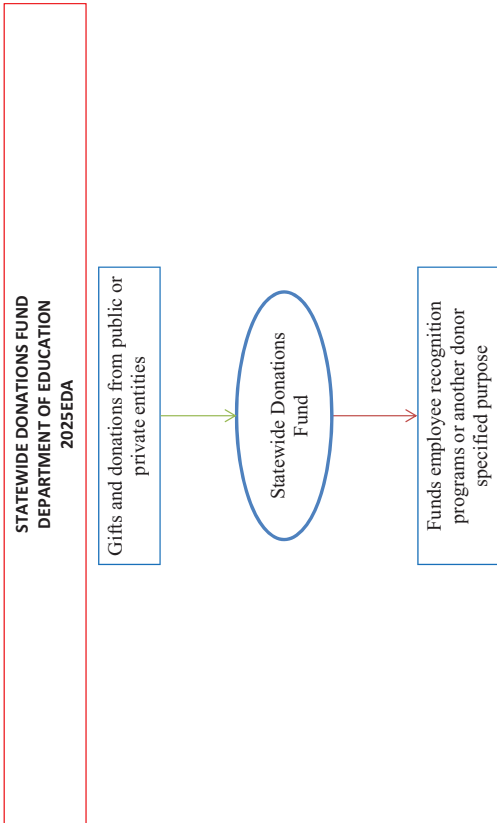 STATEWIDE DONATIONS FUND
DEPARTMENT OF EDUCATION
2025EDA
Gifts and donations from public or
private entities
Statewide Donations
Fund
Funds employee recognition
programs or another donor
specified purpose